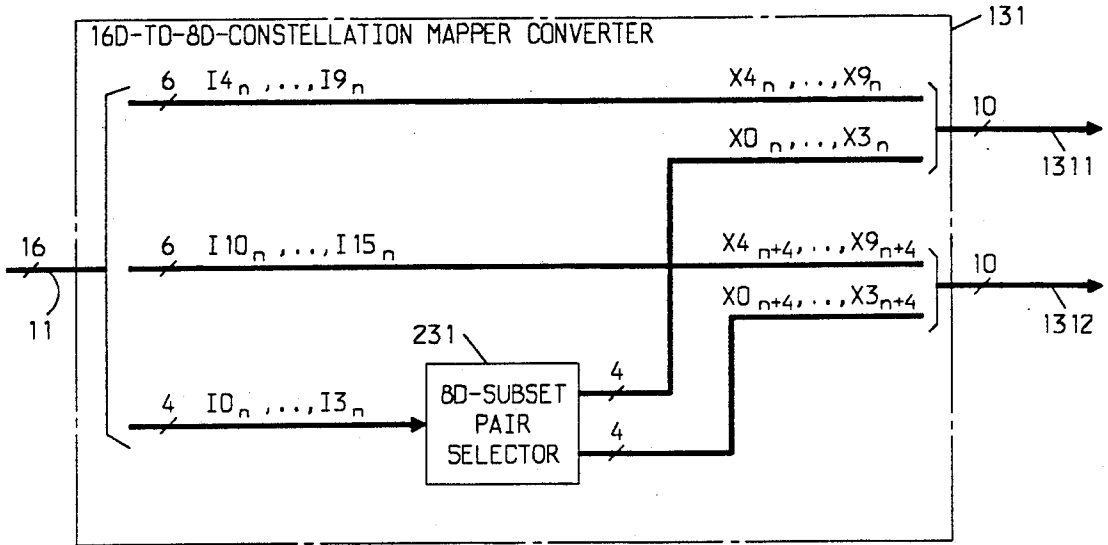 131
16D-TO-8D-CONSTELLATION MAPPER CONVERTER
6 I4n ,..,I9n X4n ,..,X9n
10
X0n ,..,X3n
1311
16
6 I10n ,..,I15n X4n+4,..,X9n+4
10
X0n+4,..,X3n+4
11
1312
231
4 I0n ,..,I3n
8D-SUBSET
PAIR
SELECTOR
4
4